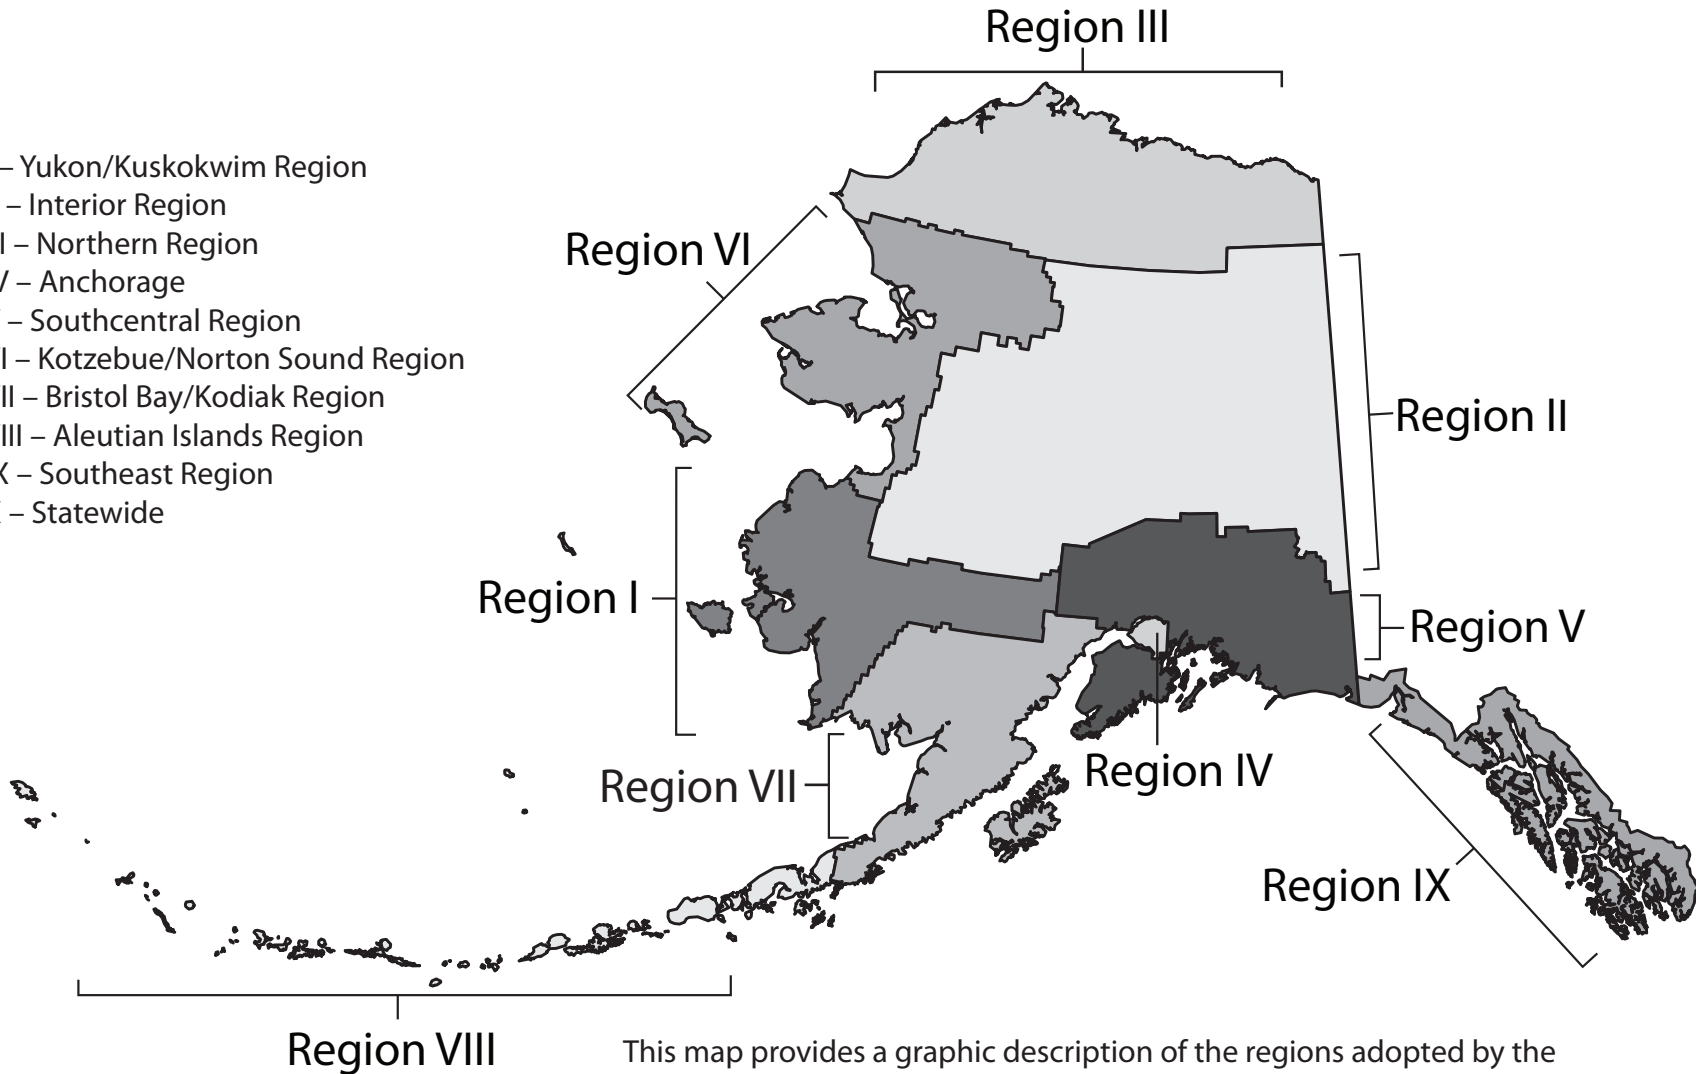 Region III
– Yukon/Kuskokwim Region
– Interior Region
I – Northern Region
V – Anchorage
– Southcentral Region
I – Kotzebue/Norton Sound Region
II – Bristol Bay/Kodiak Region
III – Aleutian Islands Region
X – Southeast Region
– Statewide
Region VI
Region II
Region I
Region V
Region IV
Region VII
Region IX
Region VIII
This map provides a graphic description of the regions adopted by the